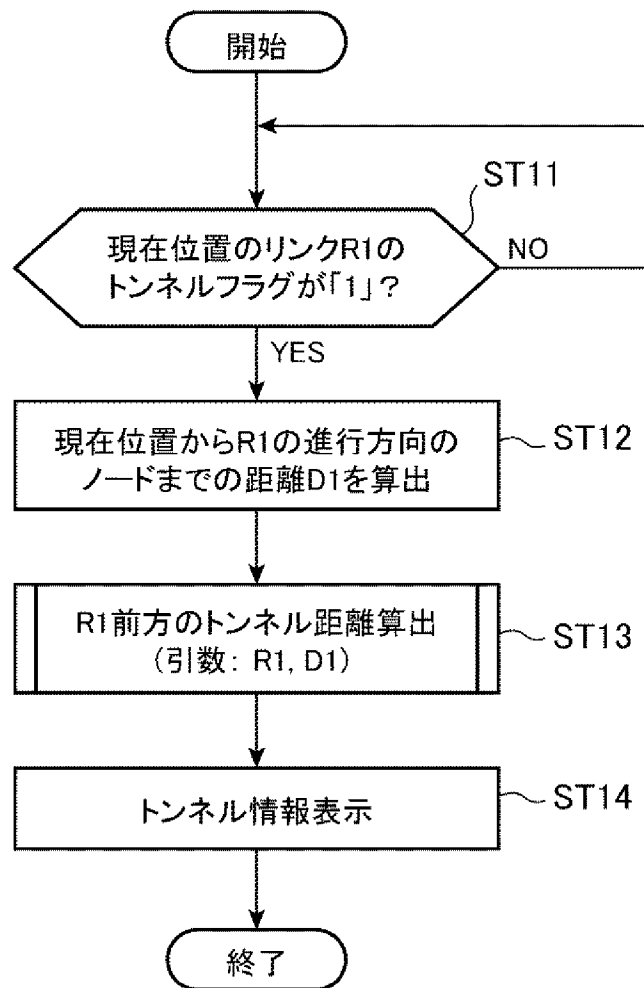 開始
ST11
現在位置のリンクR1の
トンネルフラグが「1」?
NO
YES
現在位置からR1の進行方向の
ノードまでの距離D1を算出
ST12
R1前方のトンネル距離算出
(引数: R1, D1)
ST13
トンネル情報表示
ST14
終了